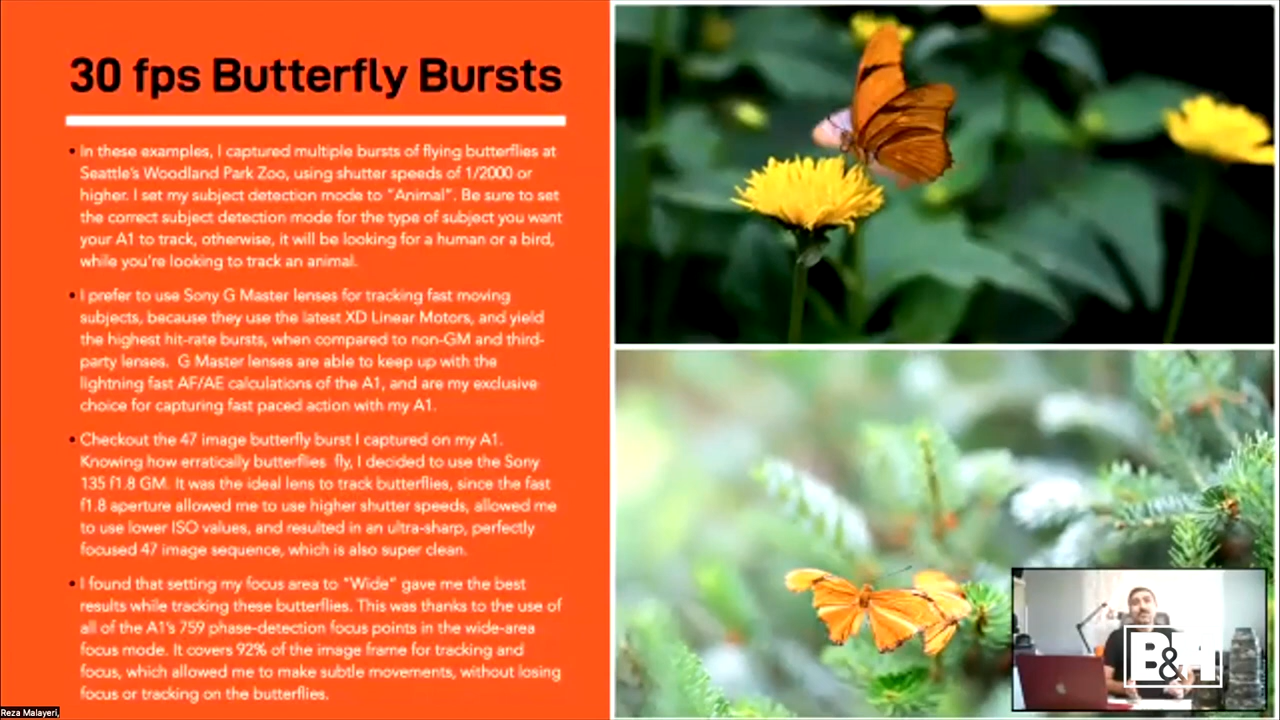 30 fps Butterfly Bursts
• In these examples, I captured multiple bursts of flying butterflies at
Seattle's Woodland Park Zoo, using shutter speeds of 1/2000 or
higher. I set my subject detection mode to "Animal". Be sure to set
the correct subject detection mode for the type of subject you want
your A1 to track, otherwise, it will be looking for a human or a bird,
while you're looking to track an animal.
• I prefer to use Sony G Master lenses for tracking fast moving
subjects, because they use the latest XD Linear Motors, and yield
the highest hit-rate bursts, when compared to non-GM and third-
party lenses. G Master lenses are able to keep up with the
lightning fast AF/AE calculations of the A1, and are my exclusive
choice for capturing fast paced action with my A1.
• Checkout the 47 image butterfly burst I captured on my A1.
Knowing how erratically butterflies fly, I decided to use the Sony
135 f1.8 GM. It was the ideal lens to track butterflies, since the fast
f1.8 aperture allowed me to use higher shutter speeds, allowed me
to use lower ISO values, and resulted in an ultra-sharp, perfectly
focused 47 image sequence, which is also super clean.
• I found that setting my focus area to "Wide" gave me the best
results while tracking these butterflies. This was thanks to the use of
all of the A1's 759 phase-detection focus points in the wide-area
focus mode. It covers 92% of the image frame for tracking and
focus, which allowed me to make subtle movements, without losing
focus or tracking on the butterflies.
Reza Malayeri,
B&H